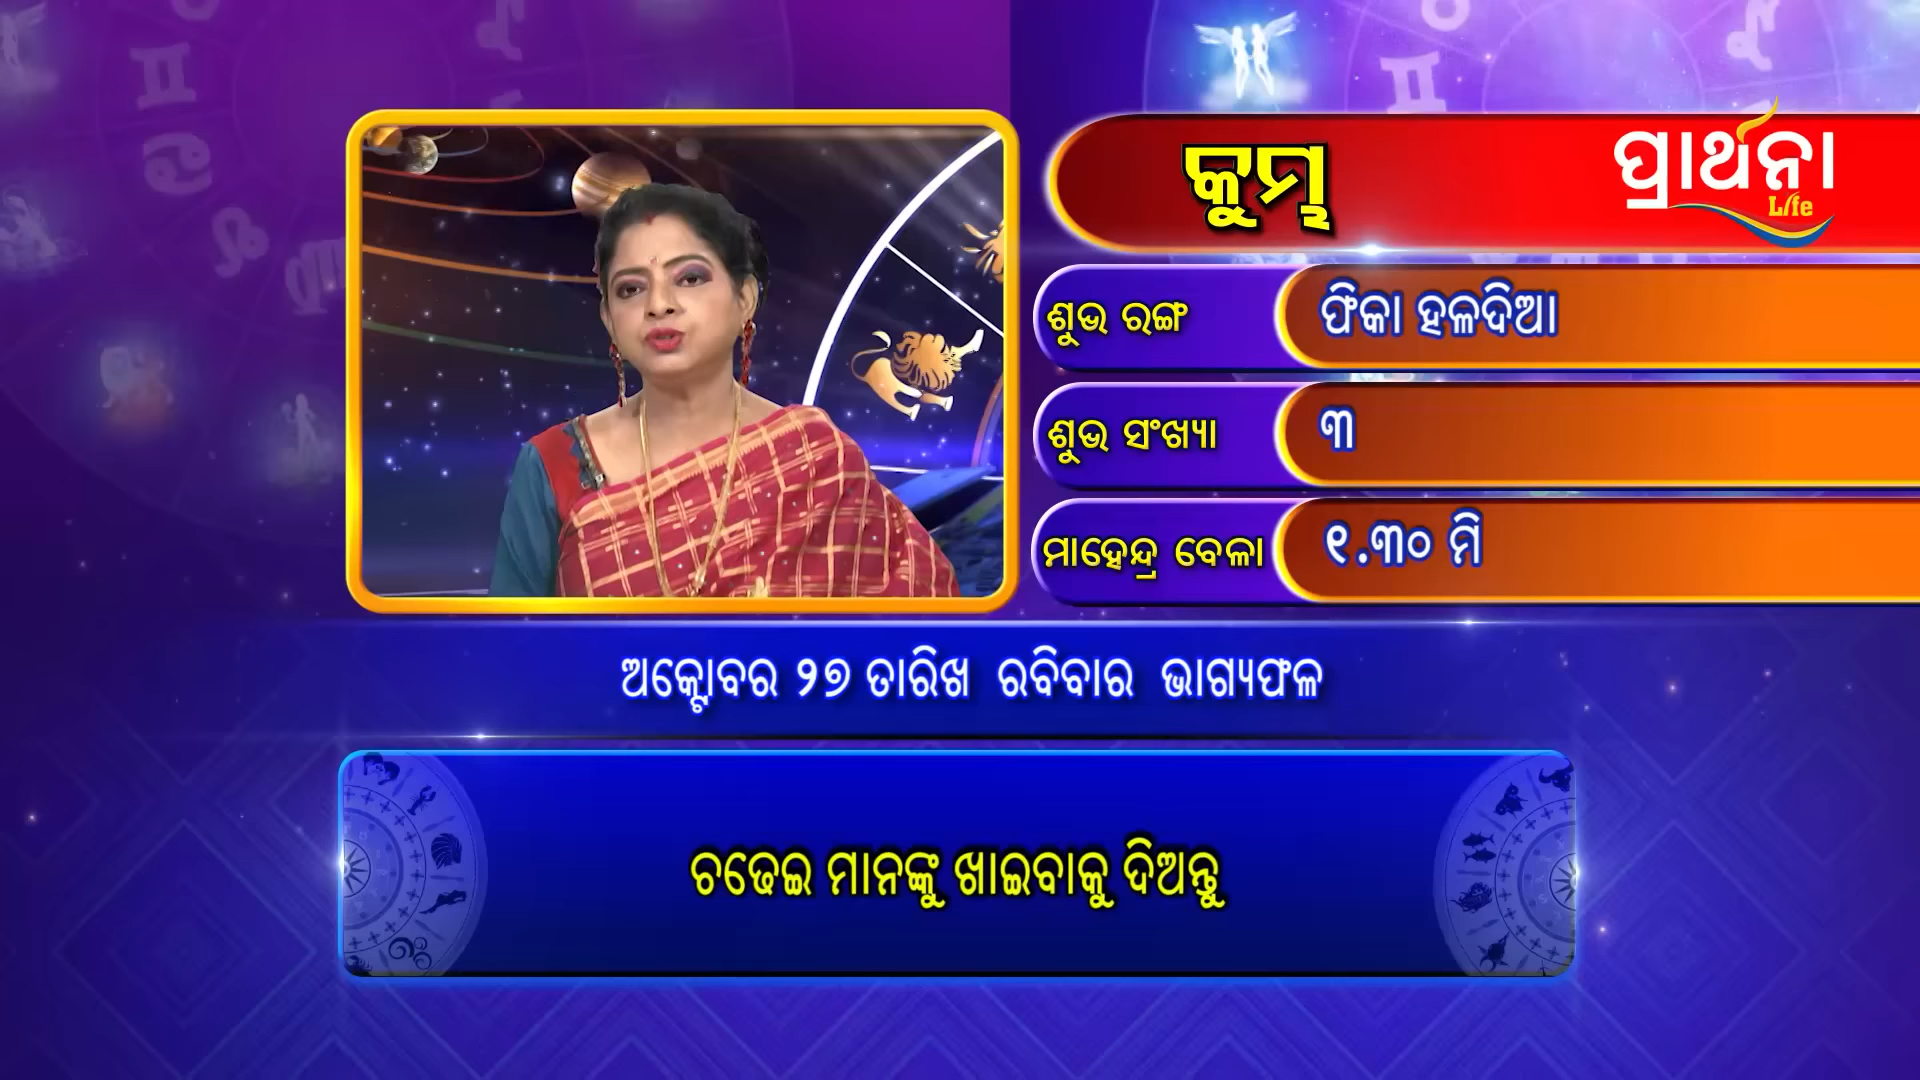 କୁମ୍ଭ
ପ୍ରାର୍ଥନା
Life
ଶୁଭ ରଙ୍ଗ
ଫିକା ହଳଦିଆ
ଶୁଭ ସଂଖ୍ୟା
୩
ମାହେନ୍ଦ୍ର ବେଳା
୧.୩୦ ମି
ଅକ୍ଟୋବର ୨୭ ତାରିଖ ରବିବାର ଭାଗ୍ୟଫଳ
ଚଢେଇ ମାନଙ୍କୁ ଖାଇବାକୁ ଦିଅନ୍ତୁ